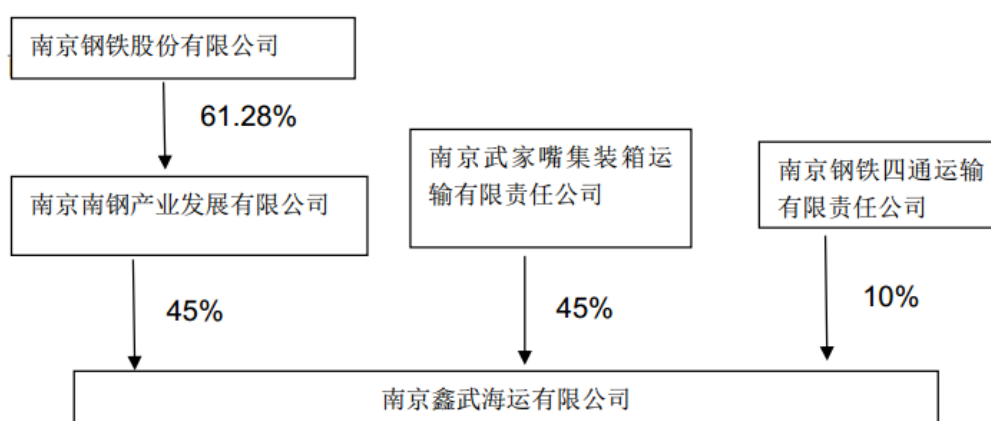 南京钢铁股份有限公司
61.28%
南京南钢产业发展有限公司
南京武家嘴集装箱运
输有限责任公司
南京钢铁四通运输
有限责任公司
45%
45%
10%
南京鑫武海运有限公司